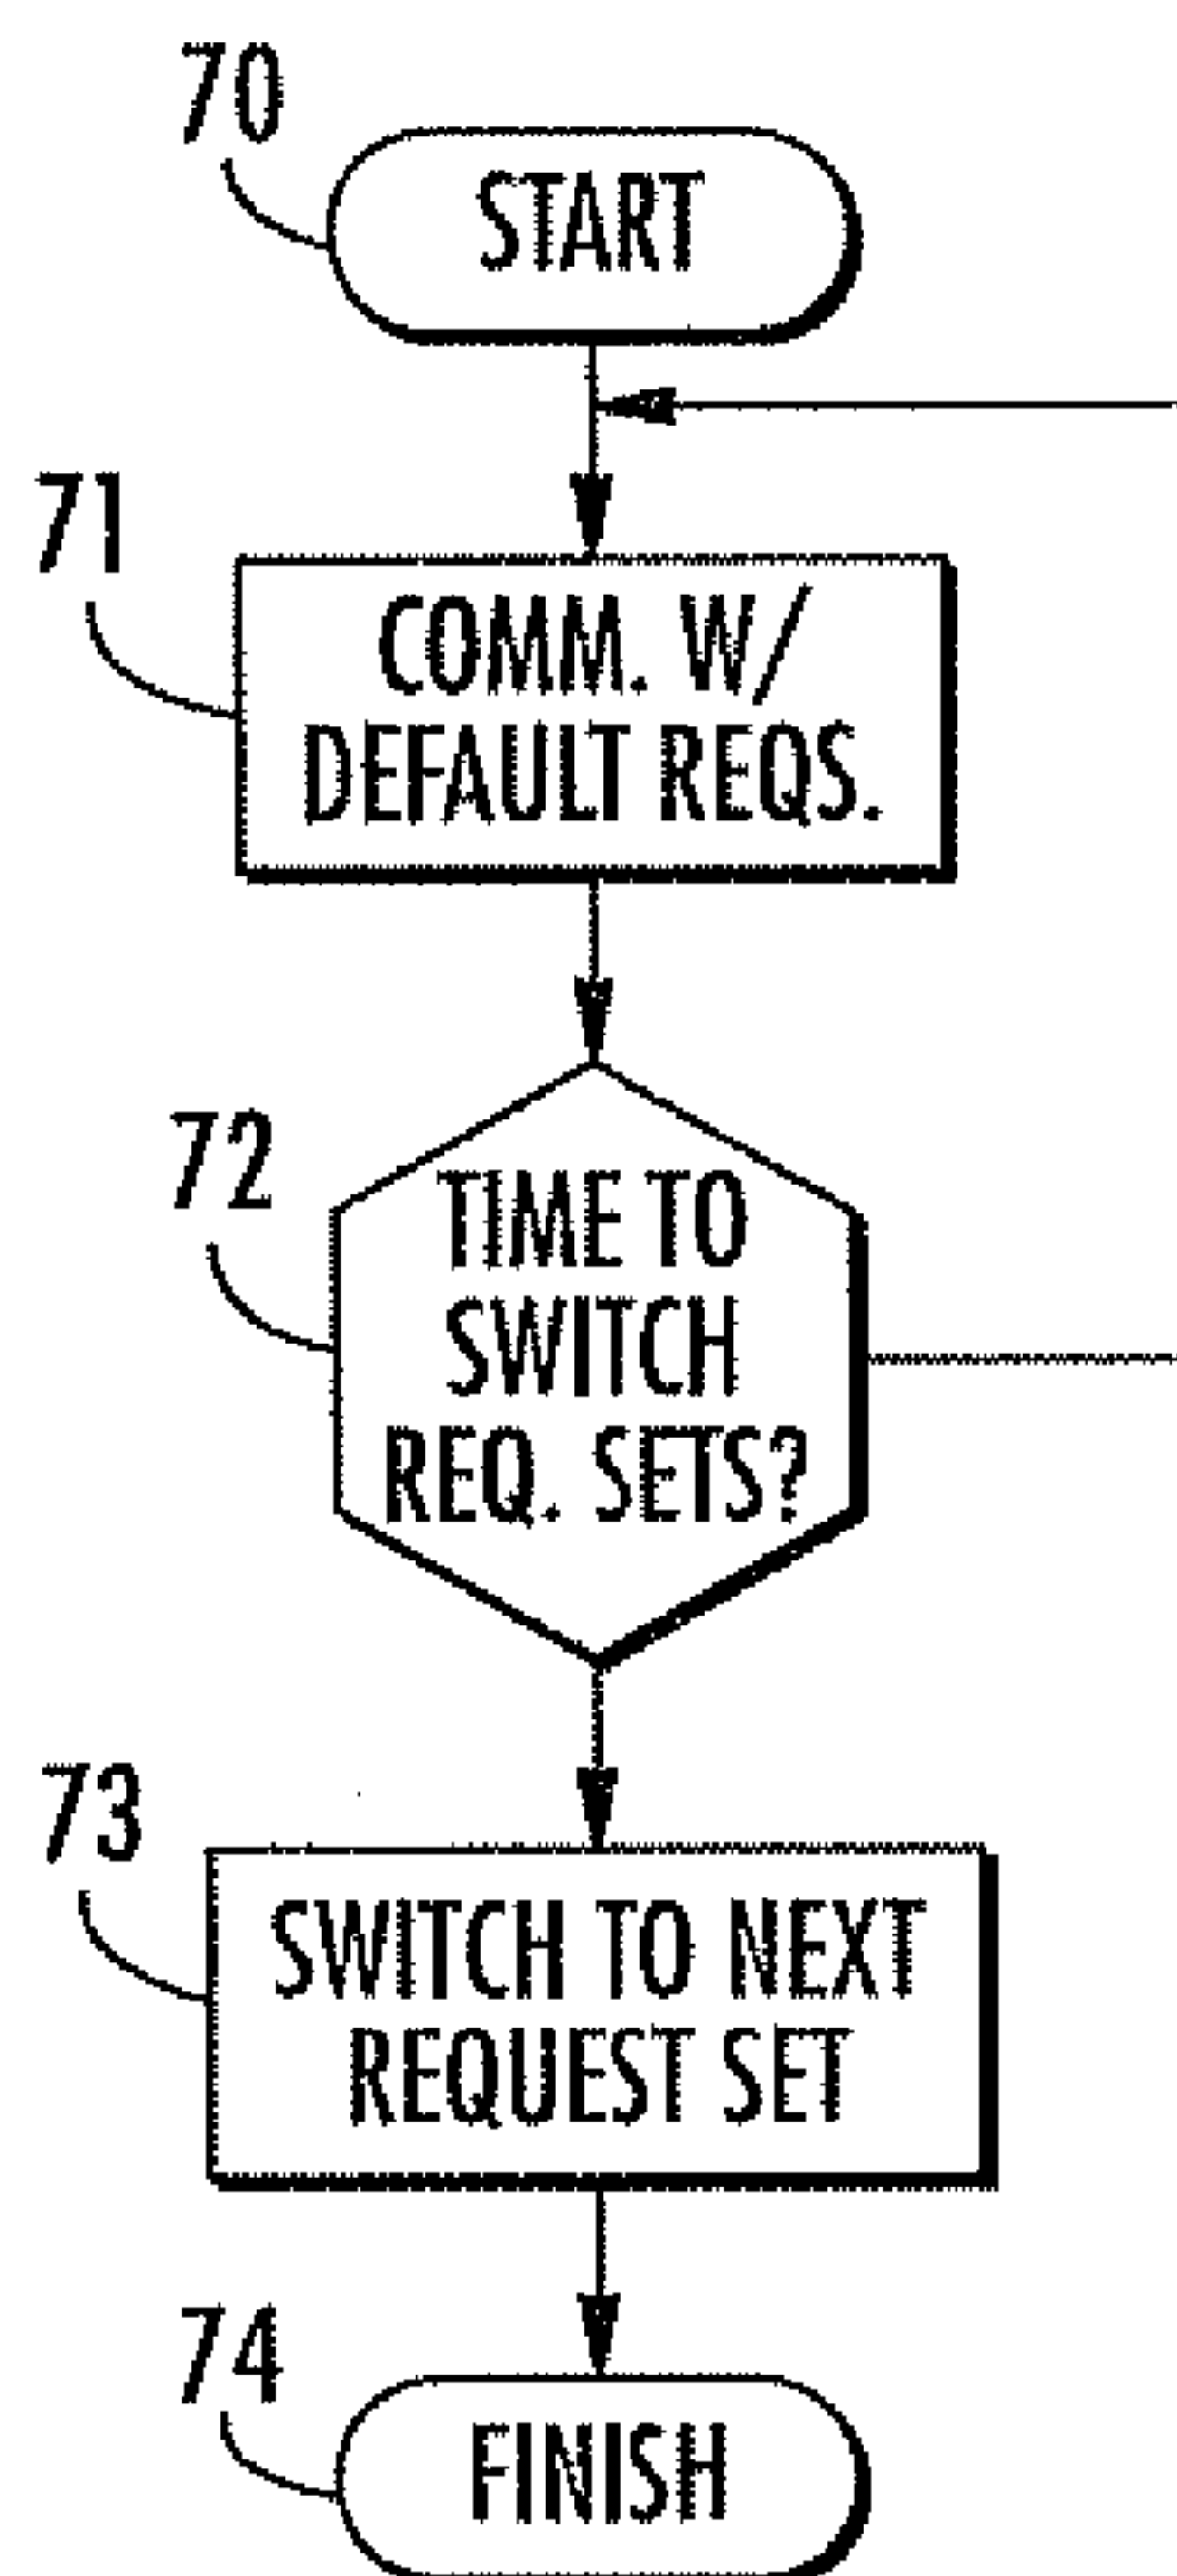 70
START
71
COMM. W/
DEFAULT REQS.
72
TIME TO
SWITCH
REQ. SETS?
73
SWITCH TO NEXT
REQUEST SET
74
FINISH